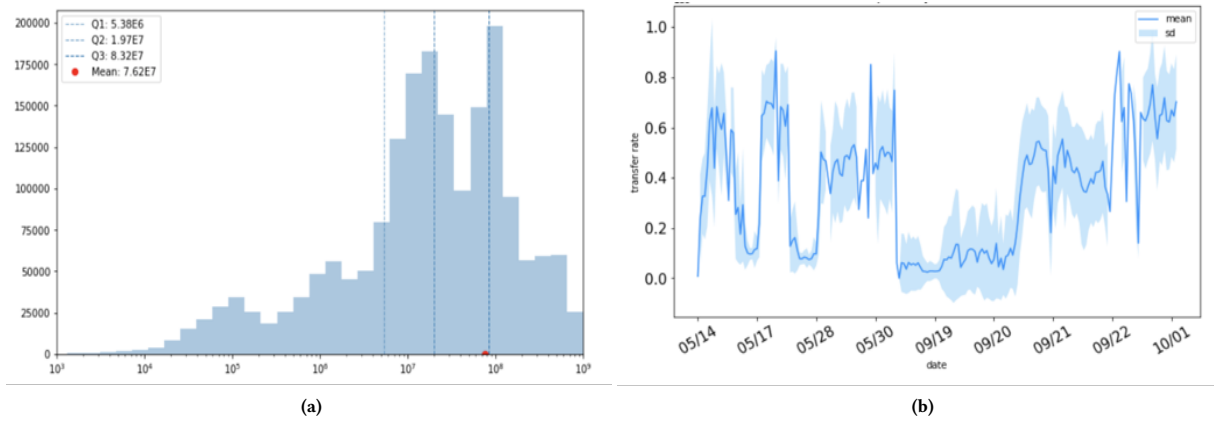 200000
175000
150000
125000
100000
75000
50000
25000
0
Q1: 5.38E6
Q2: 1.97E7
Q3: 8.32E7
Mean: 7.62E7
10³ 10⁴ 10⁵ 10⁶ 10⁷ 10⁸ 10⁹
(a)
mean
sd
1.0
0.8
0.6
0.4
0.2
0.0
transfer rate
05/14 05/17 05/28 05/30 09/19 09/20 09/21 09/22 10/01
date
(b)